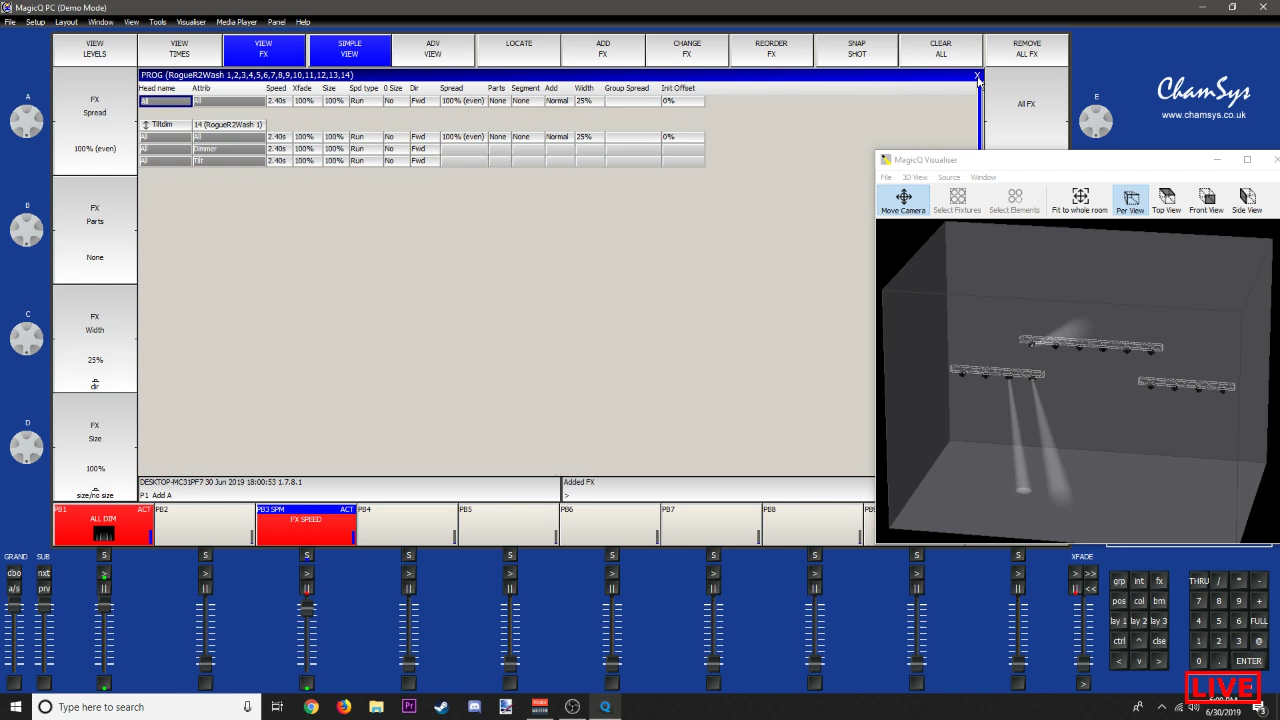 MagicQ PC (Demo Mode)
File Setup Layout Window View Tools Visualiser Media Player Panel Help
VIEW LEVELS
VIEW TIMES
VIEW FX
SIMPLE VIEW
ADV VIEW
LOCATE
ADD FX
CHANGE FX
REORDER FX
SNAP SHOT
CLEAR ALL
REMOVE ALL FX
PROG (RogueR2Wash 1,2,3,4,5,6,7,8,9,10,11,12,13,14) X
Head name Attrib Speed Xfade Size Spd type 0 Size Dir Spread Parts Segment Add Width Group Spread Init Offset
All All 2.40s 100% 100% Run No Fwd 100% (even) None None Normal 25% 0%
Tiltdim 14 (RogueR2Wash 1)
All All 2.40s 100% 100% Run No Fwd 100% (even) None None Normal 25% 0%
All Dimmer 2.40s 100% 100% Run No Fwd
All Tilt 2.40s 100% 100% Run No Fwd
A
FX Spread
100% (even)
B
FX Parts
None
C
FX Width
25%
dir
D
FX Size
100%
size/no size
All FX
E
ChamSys
www.chamsys.co.uk
MagicQ Visualiser
File 3D View Source Window
Move Camera Select Fixtures Select Elements Fit to whole room Per View Top View Front View Side View
DESKTOP-MC31PF7 30 Jun 2019 18:00:53 1.7.8.1
Added FX
P1 Add A
>
PB1 ACT
ALL DIM
PB2
PB3 SPM ACT
FX SPEED
PB4
PB5
PB6
PB7
PB8
PB9
GRAND SUB
XFADE
S S S S S S S S S S
dbo nxt > > > > > > > > > > > >>
a/s prv || || || || || || || || || || || <<
>
grp int fx
pos col bm
lay 1 lay 2 lay 3
ctrl ^ clse
< v >
THRU / * -
7 8 9 +
4 5 6 FULL
1 2 3 @
0 . ENTER
LIVE
Type here to search
6:00 PM
6/30/2019
3